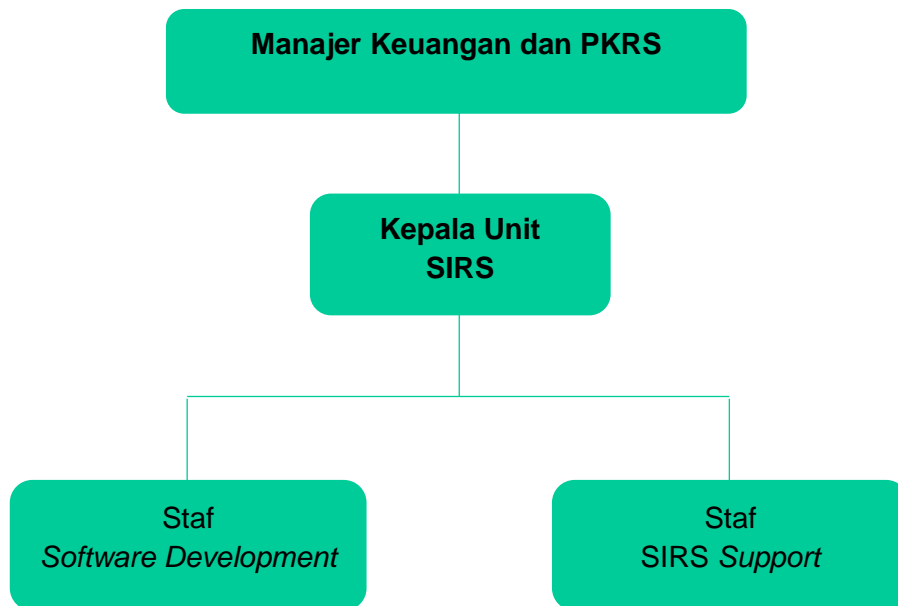 Manajer Keuangan dan PKRS
Kepala Unit
SIRS
Staf
Software Development
Staf
SIRS Support